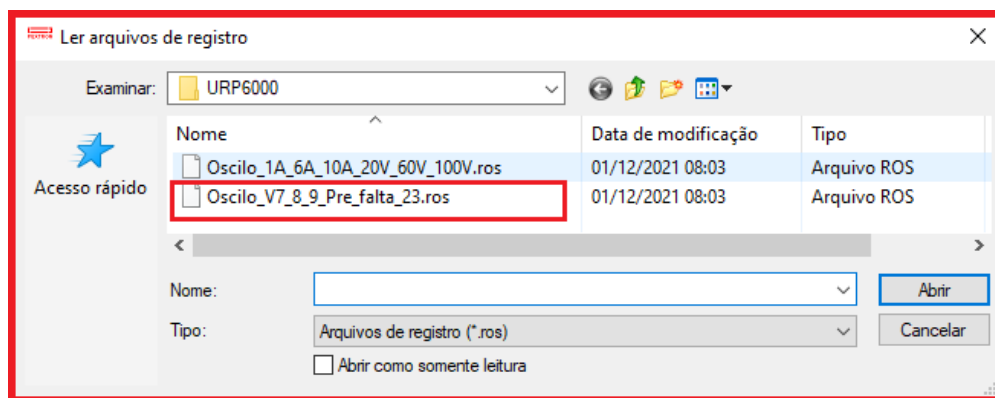 Ler arquivos de registro
Examinar: URP6000
Nome Data de modificação Tipo
Oscilo_1A_6A_10A_20V_60V_100V.ros 01/12/2021 08:03 Arquivo ROS
Acesso rápido
Oscilo_V7_8_9_Pre_falta_23.ros 01/12/2021 08:03 Arquivo ROS
Nome: Abrir
Tipo: Arquivos de registro (*.ros) Cancelar
Abrir como somente leitura